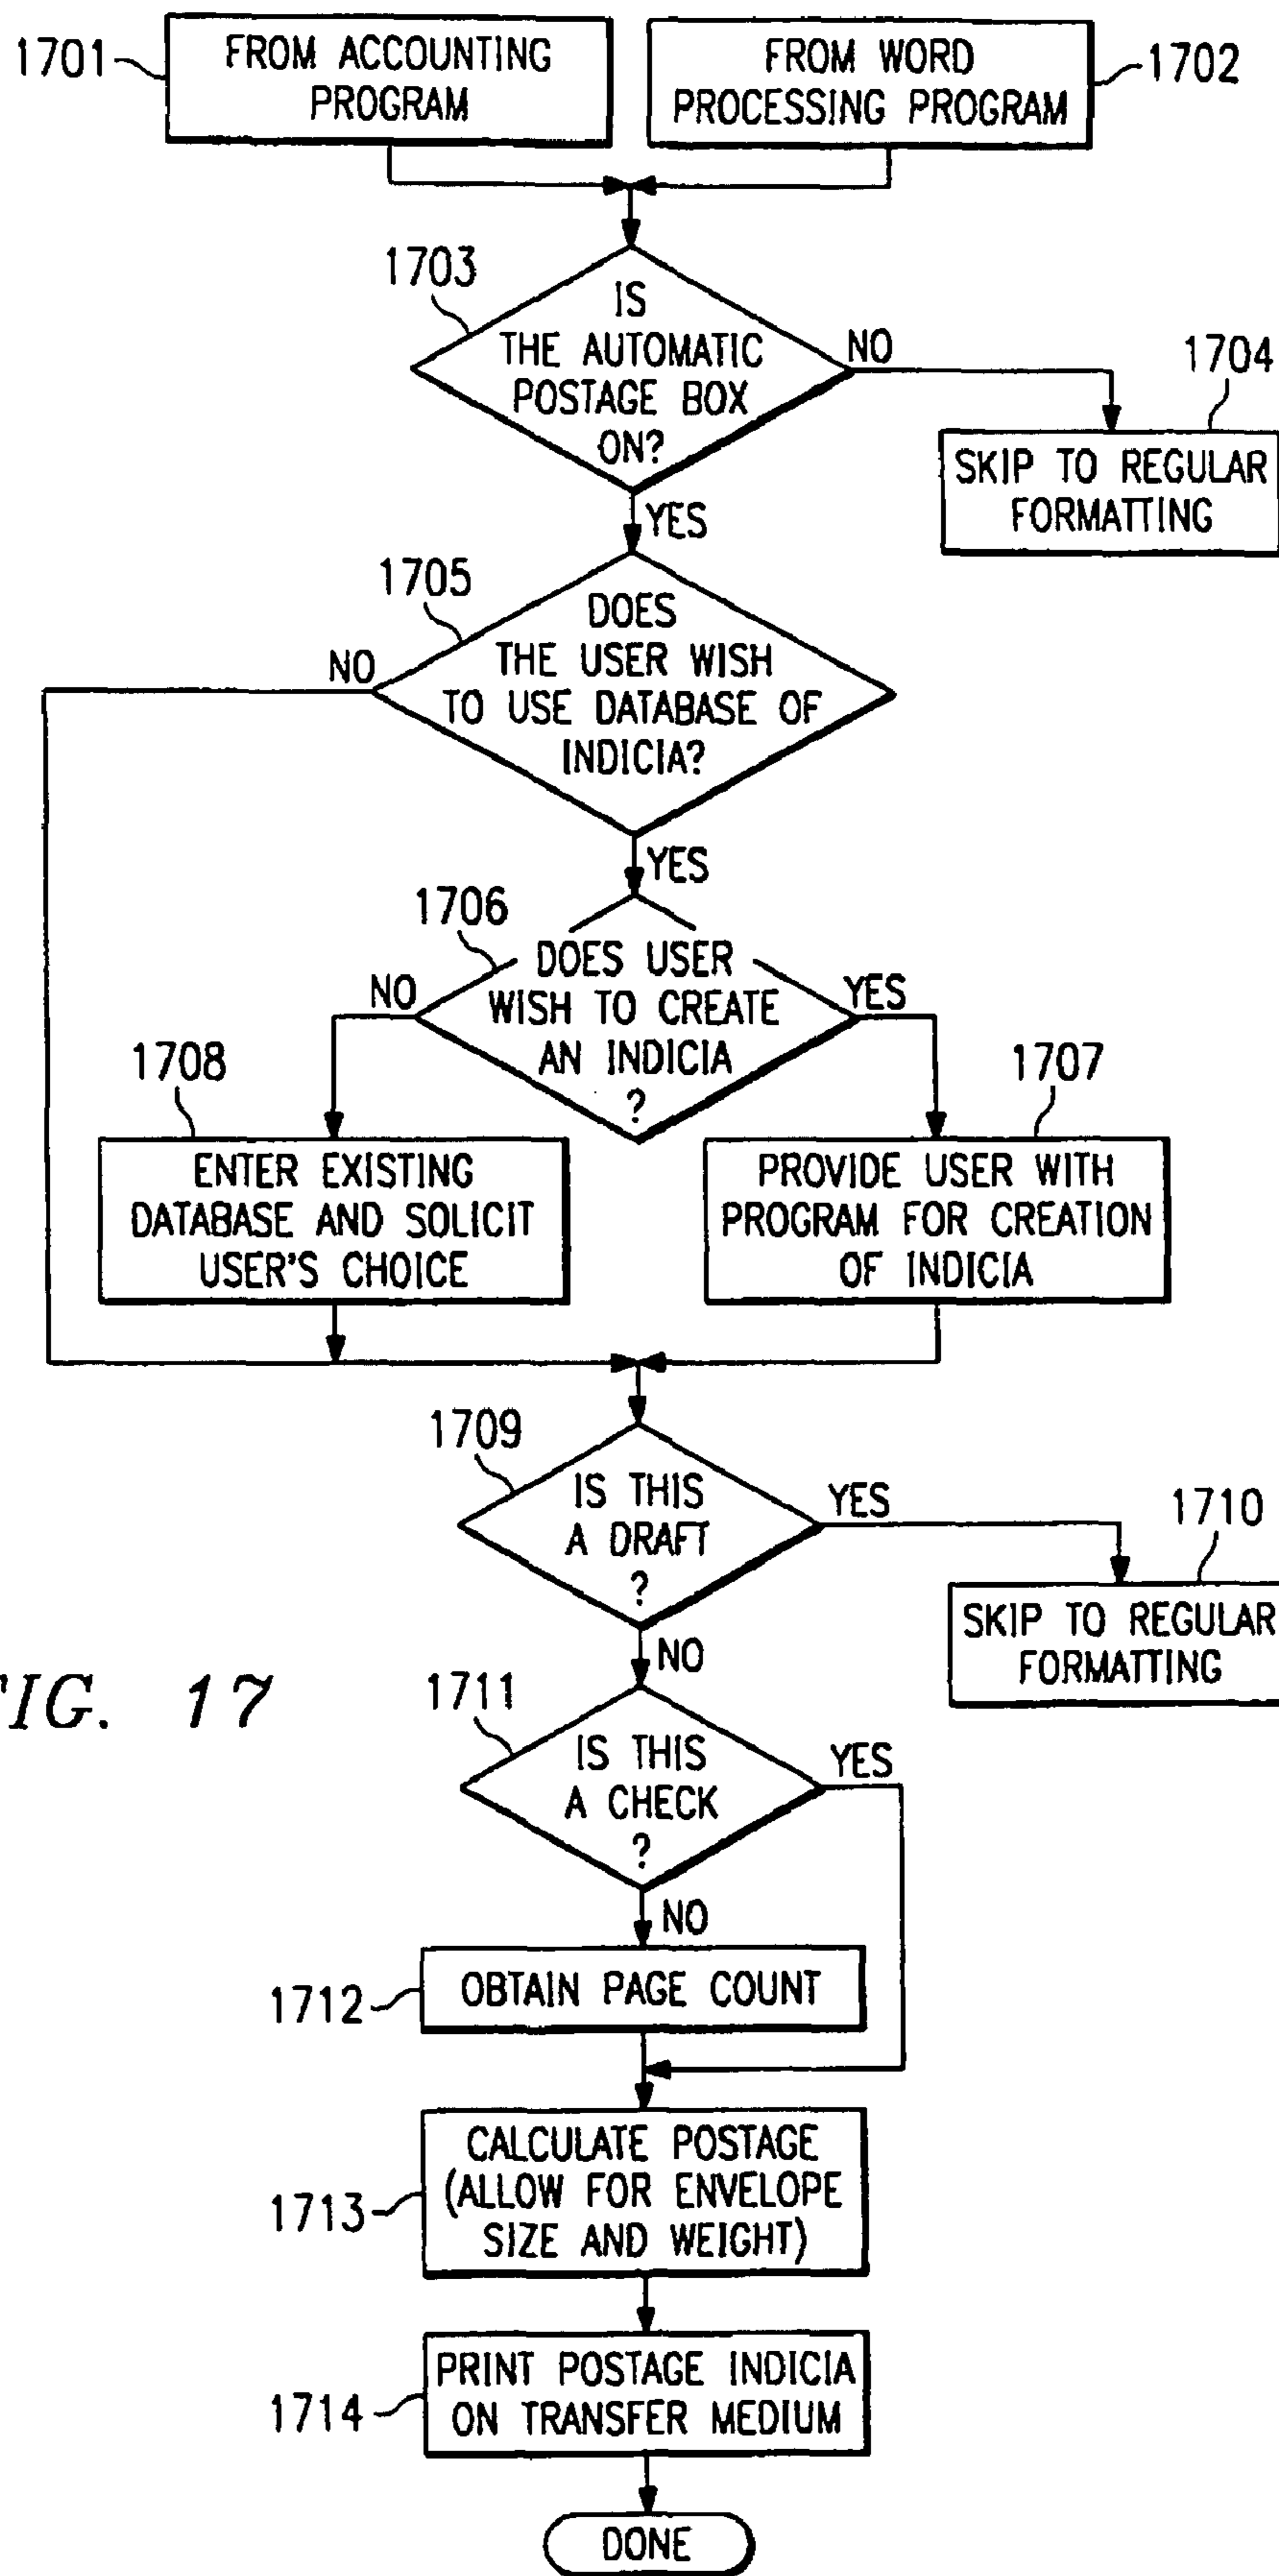 1701
FROM ACCOUNTING
PROGRAM
FROM WORD
PROCESSING PROGRAM
1702
1703
IS
THE AUTOMATIC
POSTAGE BOX
ON?
NO
1704
SKIP TO REGULAR
FORMATTING
YES
1705
DOES
THE USER WISH
TO USE DATABASE OF
INDICIA?
NO
YES
1706
DOES USER
WISH TO CREATE
AN INDICIA
?
NO
YES
1708
ENTER EXISTING
DATABASE AND SOLICIT
USER'S CHOICE
1707
PROVIDE USER WITH
PROGRAM FOR CREATION
OF INDICIA
1709
IS THIS
A DRAFT
?
YES
1710
SKIP TO REGULAR
FORMATTING
NO
FIG. 17
1711
IS THIS
A CHECK
?
YES
NO
1712
OBTAIN PAGE COUNT
1713
CALCULATE POSTAGE
(ALLOW FOR ENVELOPE
SIZE AND WEIGHT)
1714
PRINT POSTAGE INDICIA
ON TRANSFER MEDIUM
DONE